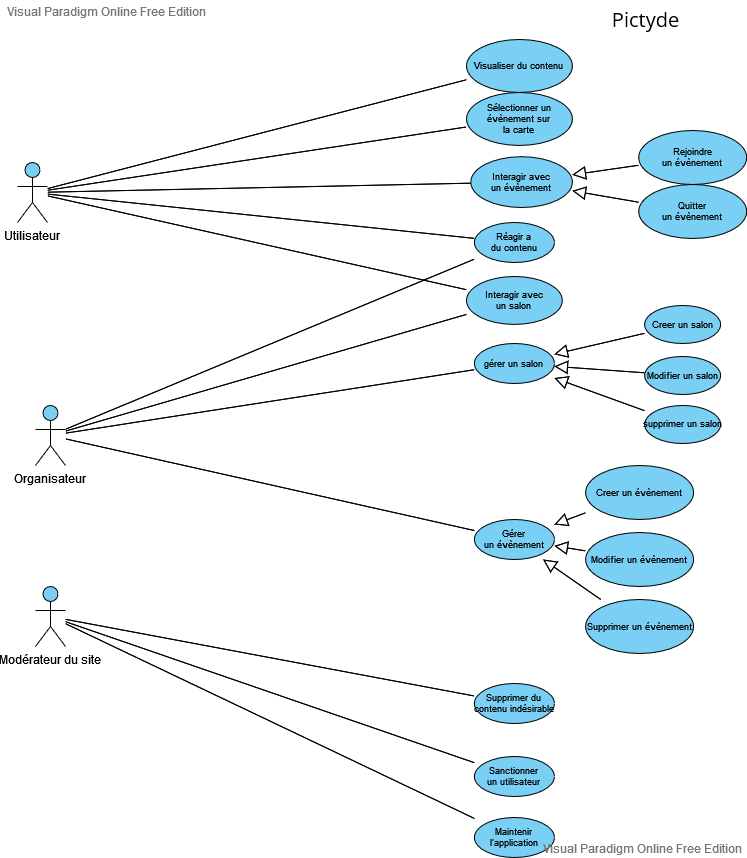 Visual Paradigm Online Free Edition
Pictyde
Visualiser du contenu
Sélectionner un
évènement sur
la carte
Rejoindre
un évènement
Interagir avec
un évènement
Quitter
un évènement
Utilisateur
Réagir a
du contenu
Interagir avec
un salon
Creer un salon
gérer un salon
Modifier un salon
supprimer un salon
Organisateur
Creer un évènement
Gérer
un évènement
Modifier un évènement
Supprimer un évènement
Modérateur du site
Supprimer du
contenu indésirable
Sanctionner
un utilisateur
Maintenir
l'application
Visual Paradigm Online Free Edition